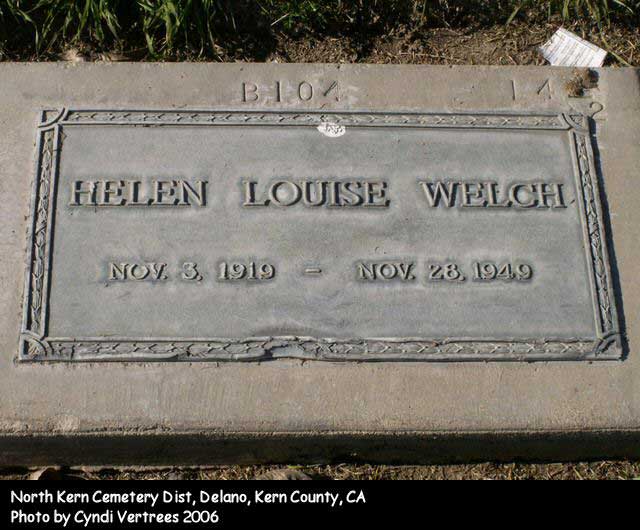 B104 14 2
HELEN LOUISE WELCH
NOV. 3, 1919 - NOV. 28, 1949
North Kern Cemetery Dist, Delano, Kern County, CA
Photo by Cyndi Vertrees 2006